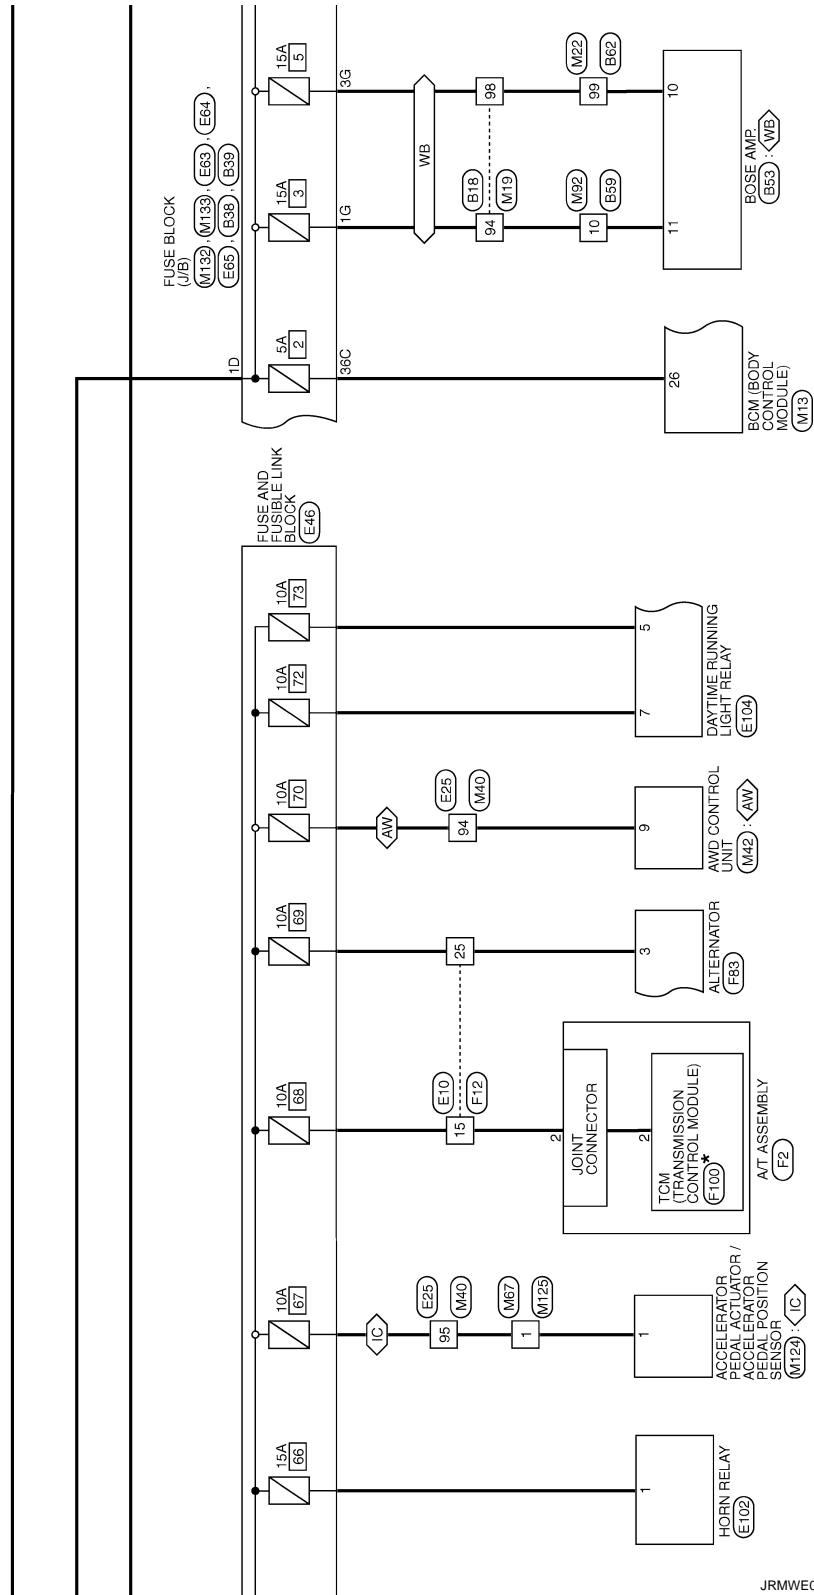 FUSE BLOCK
(J/B)
M132 , M133 , E63 , E64 ,
E65 , B38 , B39
1D
5A
2
36C
15A
3
1G
15A
5
3G
WB
B18
94
M19
98
M92
10
B59
M22
99
B62
26
11
10
BCM (BODY
CONTROL
MODULE)
M13
BOSE AMP.
B53 : WB
FUSE AND
FUSIBLE LINK
BLOCK
E46
15A
66
10A
67
10A
68
10A
69
10A
70
10A
72
10A
73
IC
AW
E25
95
M40
E10
15
F12
25
E25
94
M40
M67
1
M125
1
HORN RELAY
E102
1
ACCELERATOR
PEDAL ACTUATOR /
ACCELERATOR
PEDAL POSITION
SENSOR
M124 : IC
2
JOINT
CONNECTOR
2
TCM
(TRANSMISSION
CONTROL MODULE)
F100 *
A/T ASSEMBLY
F2
3
ALTERNATOR
F83
9
AWD CONTROL
UNIT
M42 : AW
7
5
DAYTIME RUNNING
LIGHT RELAY
E104